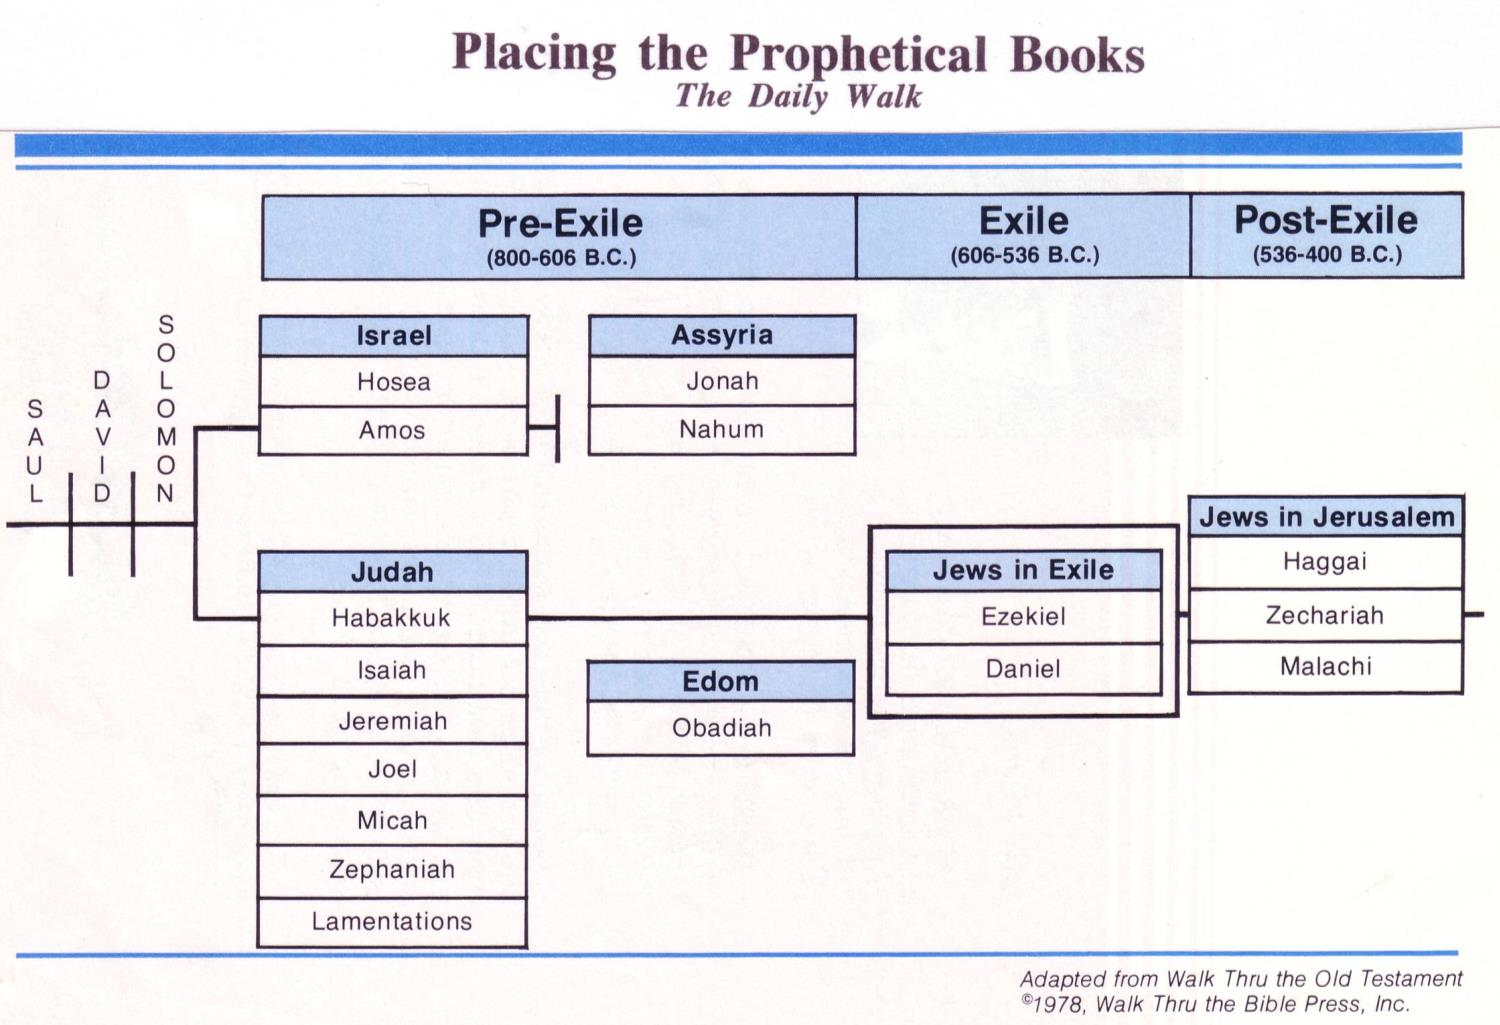 Placing the Prophetical Books
The Daily Walk
Pre-Exile
(800-606 B.C.)
Exile
(606-536 B.C.)
Post-Exile
(536-400 B.C.)
SAUL
DAVID
SOLOMON
Israel
Hosea
Amos
Assyria
Jonah
Nahum
Judah
Habakkuk
Isaiah
Jeremiah
Joel
Micah
Zephaniah
Lamentations
Edom
Obadiah
Jews in Exile
Ezekiel
Daniel
Jews in Jerusalem
Haggai
Zechariah
Malachi
Adapted from Walk Thru the Old Testament
©1978, Walk Thru the Bible Press, Inc.